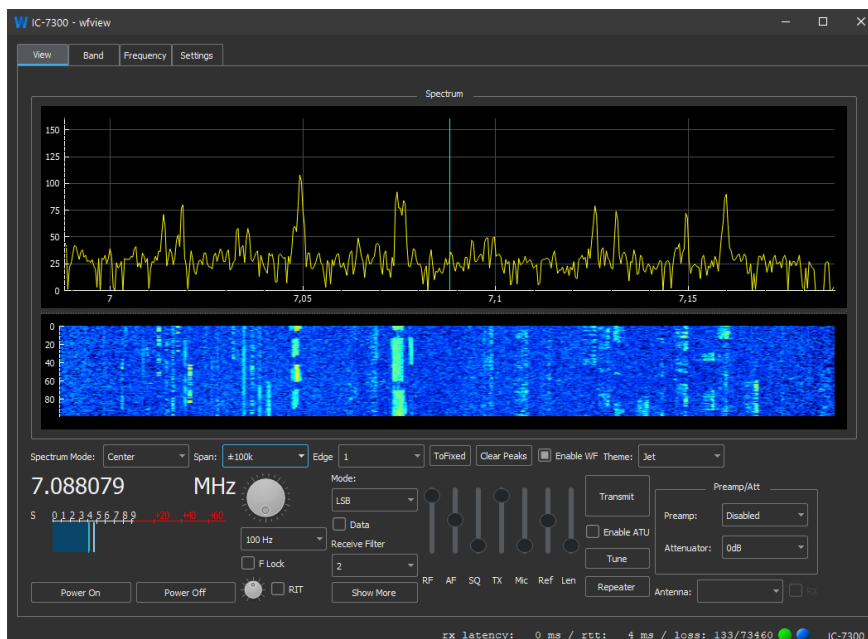 W IC-7300 - wfview
View Band Frequency Settings
Spectrum
150
125
100
75
50
25
0
7 7,05 7,1 7,15
0
20
40
60
80
Spectrum Mode: Center Span: ±100k Edge 1 ToFixed Clear Peaks Enable WF Theme: Jet
7.088079 MHz
S 0 1 2 3 4 5 6 7 8 9 +20 +40 +60
100 Hz
F Lock
RIT
Power On Power Off
Mode:
LSB
Data
Receive Filter
2
Show More
RF AF SQ TX Mic Ref Len
Transmit
Enable ATU
Tune
Repeater
Preamp/Att
Preamp: Disabled
Attenuator: 0dB
Antenna: RX
rx latency: 0 ms / rtt: 4 ms / loss: 133/73460 IC-7300